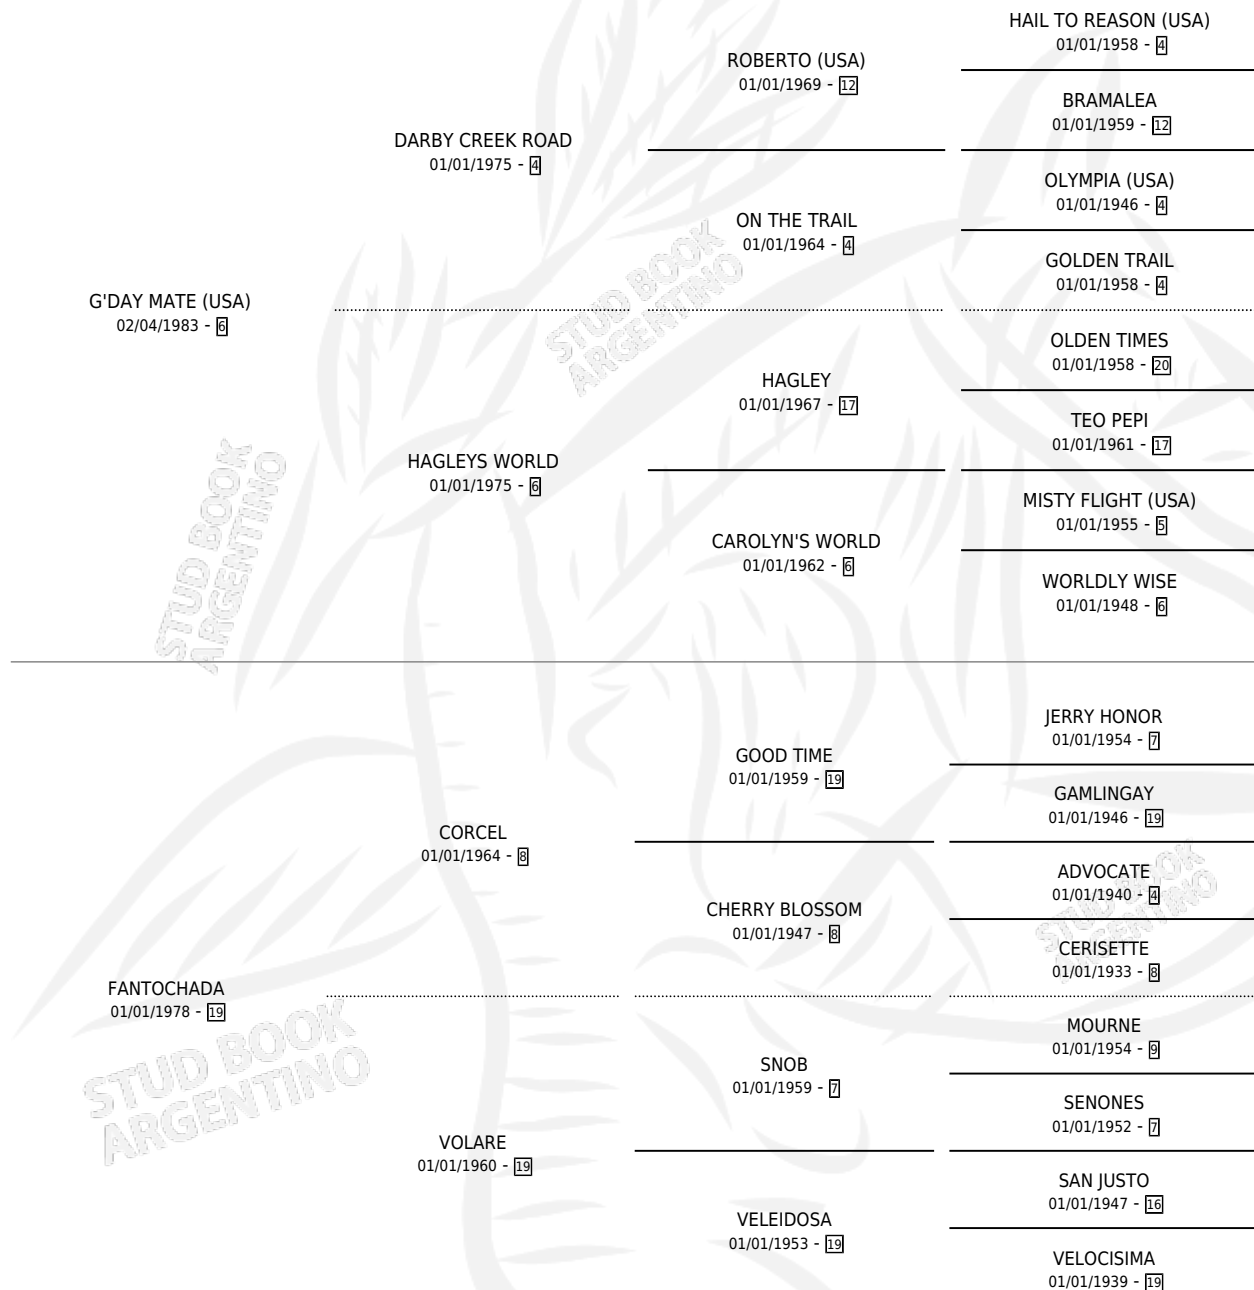 HAIL TO REASON (USA)
01/01/1958 - 4
ROBERTO (USA)
01/01/1969 - 12
BRAMALEA
01/01/1959 - 12
DARBY CREEK ROAD
01/01/1975 - 4
OLYMPIA (USA)
01/01/1946 - 4
ON THE TRAIL
01/01/1964 - 4
GOLDEN TRAIL
01/01/1958 - 4
G'DAY MATE (USA)
02/04/1983 - 6
OLDEN TIMES
01/01/1958 - 20
HAGLEY
01/01/1967 - 17
TEO PEPI
01/01/1961 - 17
HAGLEYS WORLD
01/01/1975 - 6
MISTY FLIGHT (USA)
01/01/1955 - 5
CAROLYN'S WORLD
01/01/1962 - 6
WORLDLY WISE
01/01/1948 - 6
JERRY HONOR
01/01/1954 - 7
GOOD TIME
01/01/1959 - 19
GAMLINGAY
01/01/1946 - 19
CORCEL
01/01/1964 - 8
ADVOCATE
01/01/1940 - 4
CHERRY BLOSSOM
01/01/1947 - 8
CERISETTE
01/01/1933 - 8
FANTOCHADA
01/01/1978 - 19
MOURNE
01/01/1954 - 9
SNOB
01/01/1959 - 7
SENONES
01/01/1952 - 7
VOLARE
01/01/1960 - 19
SAN JUSTO
01/01/1947 - 16
VELEIDOSA
01/01/1953 - 19
VELOCISIMA
01/01/1939 - 19
STUD BOOK
ARGENTINO
STUD BOOK
ARGENTINO
STUD BOOK
ARGENTINO
STUD BOOK
ARGENTINO